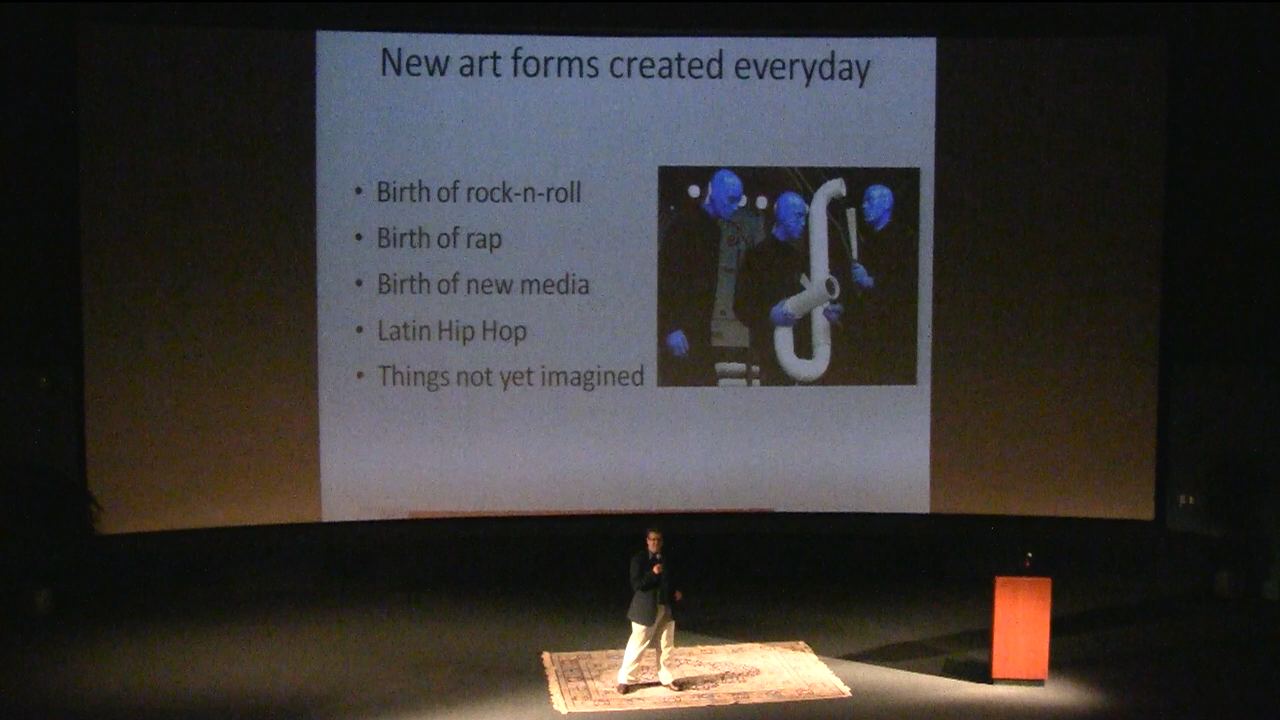 New art forms created everyday
• Birth of rock-n-roll
• Birth of rap
• Birth of new media
• Latin Hip Hop
• Things not yet imagined